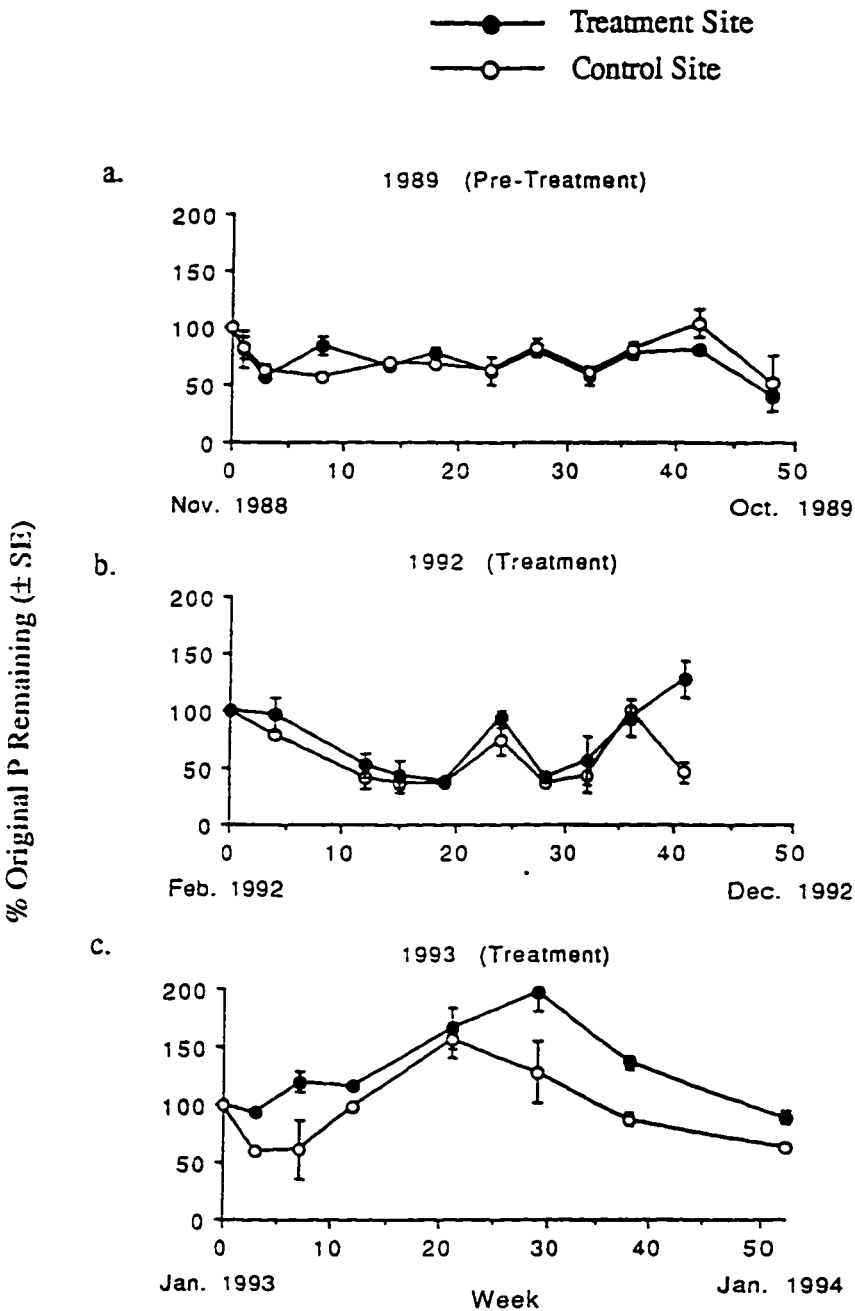 Treatment Site
Control Site
a.
1989 (Pre-Treatment)
200
150
100
50
0
0 10 20 30 40 50
Nov. 1988 Oct. 1989
% Original P Remaining (± SE)
b.
1992 (Treatment)
200
150
100
50
0
0 10 20 30 40 50
Feb. 1992 Dec. 1992
c.
1993 (Treatment)
200
150
100
50
0
0 10 20 30 40 50
Jan. 1993 Week Jan. 1994